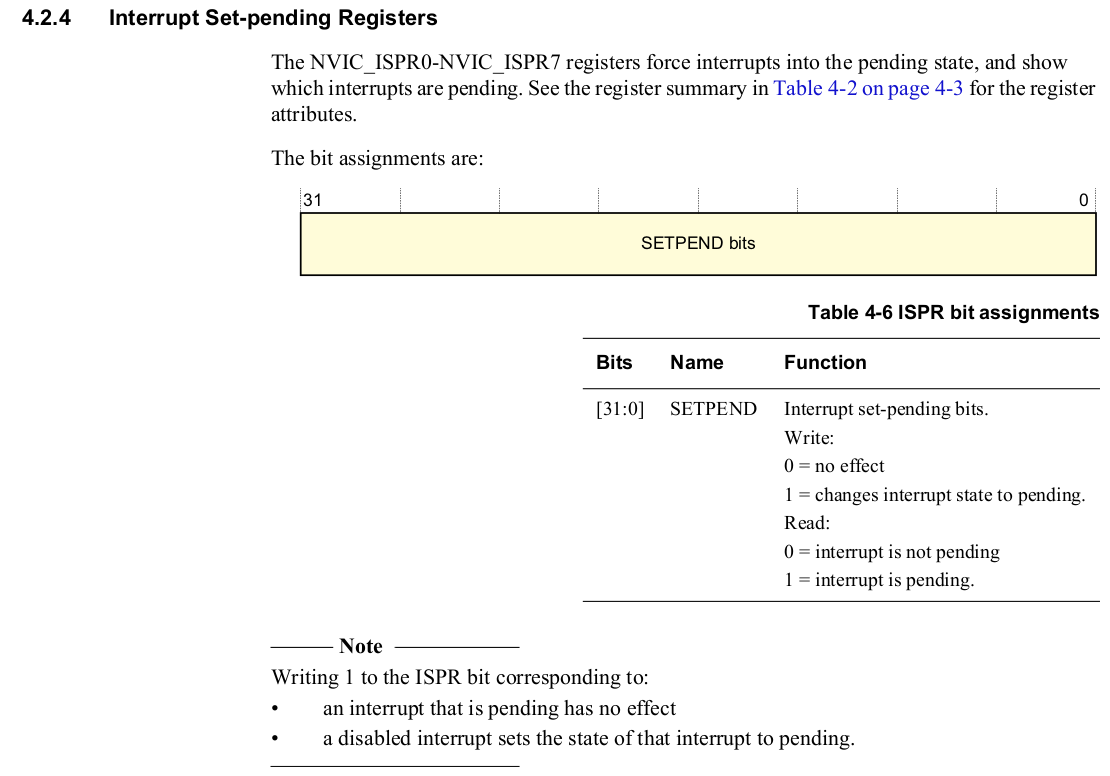 4.2.4 Interrupt Set-pending Registers
The NVIC_ISPR0-NVIC_ISPR7 registers force interrupts into the pending state, and show
which interrupts are pending. See the register summary in Table 4-2 on page 4-3 for the register
attributes.
The bit assignments are:
31 0
SETPEND bits
Table 4-6 ISPR bit assignments
Bits Name Function
[31:0] SETPEND Interrupt set-pending bits.
Write:
0 = no effect
1 = changes interrupt state to pending.
Read:
0 = interrupt is not pending
1 = interrupt is pending.
Note
Writing 1 to the ISPR bit corresponding to:
• an interrupt that is pending has no effect
• a disabled interrupt sets the state of that interrupt to pending.